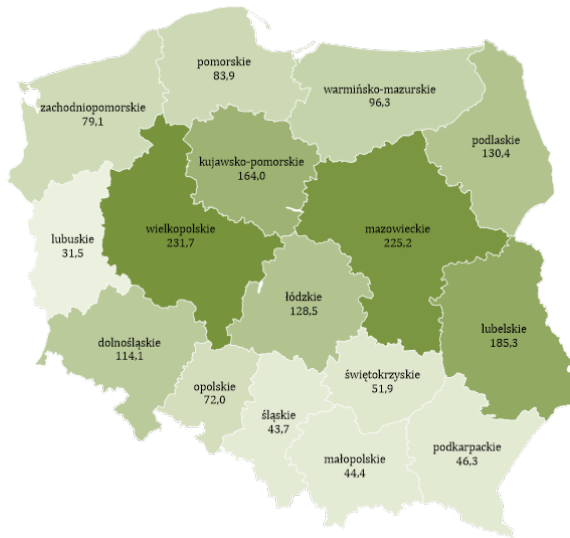 pomorskie
83,9
warmińsko-mazurskie
96,3
zachodniopomorskie
79,1
podlaskie
130,4
kujawsko-pomorskie
164,0
wielkopolskie
231,7
mazowieckie
225,2
lubuskie
31,5
łódzkie
128,5
lubelskie
185,3
dolnośląskie
114,1
świętokrzyskie
51,9
opolskie
72,0
śląskie
43,7
podkarpackie
46,3
małopolskie
44,4